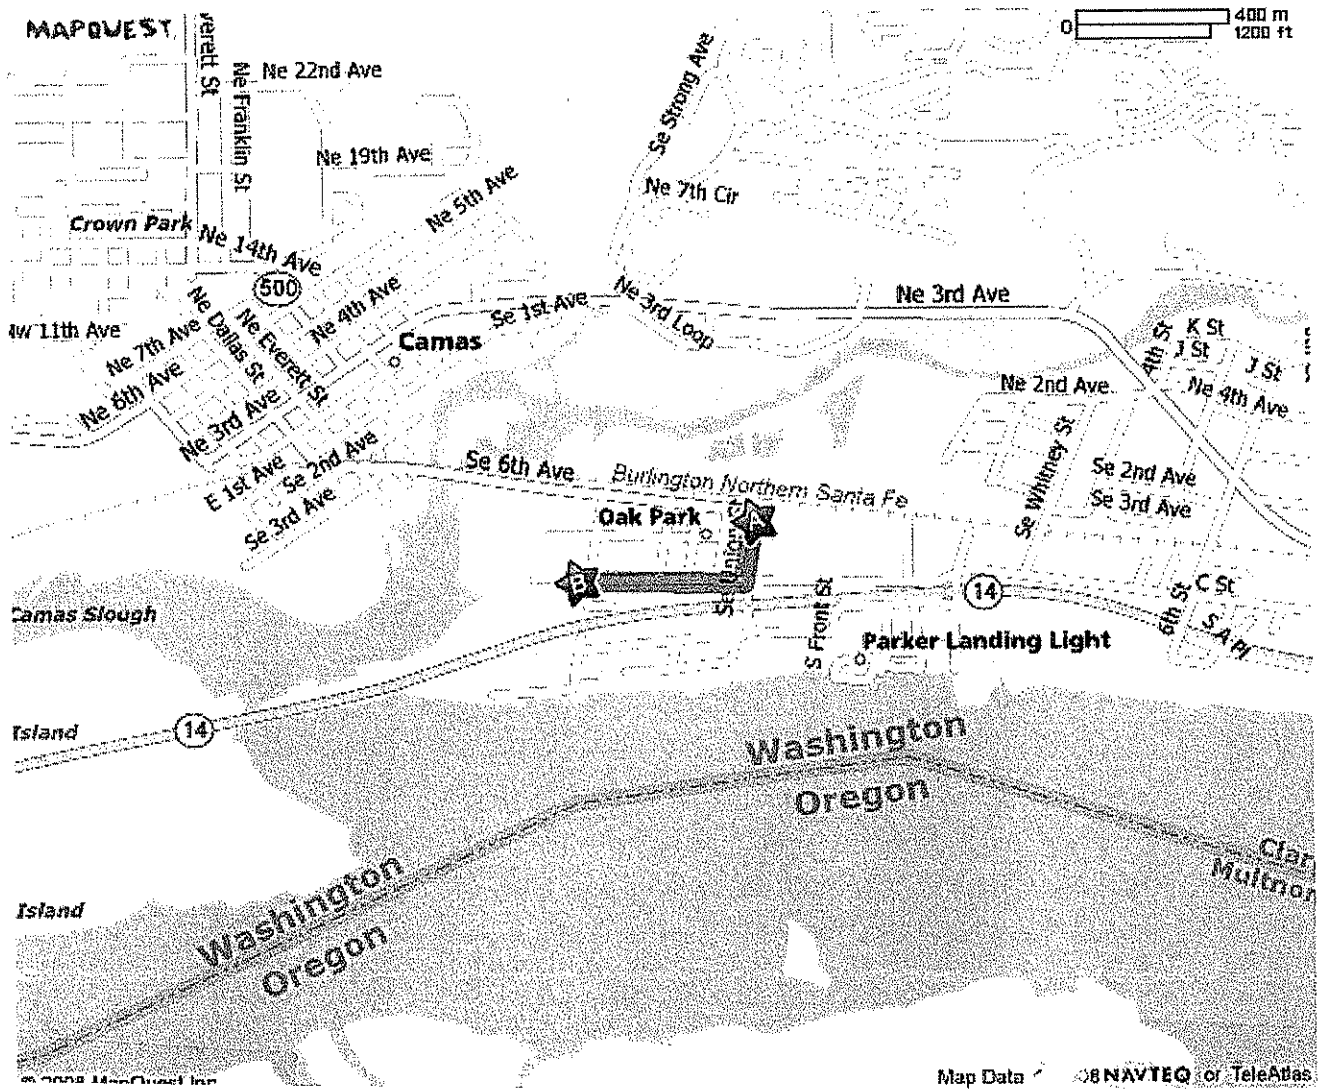 MAPQUEST
0
400 m
1200 ft
Ne 22nd Ave
Ne Franklin St
Se Strong Ave
Ne 19th Ave
Ne 5th Ave
Ne 7th Cir
Crown Park
Ne 14th Ave
500
Ne 4th Ave
Se 1st Ave
Ne 3rd Loop
Ne 3rd Ave
11th Ave
Ne 7th Ave
Ne Dallas St
Ne Everett St
Camas
4th St
K St
J St
J St
Ne 6th Ave
Ne 2nd Ave
Ne 4th Ave
Ne 3rd Ave
E 1st Ave
Se 2nd Ave
Se 3rd Ave
Se 6th Ave
Burlington Northern Santa Fe
Se Whitney St
Se 2nd Ave
Se 3rd Ave
Oak Park
B
S Front St
14
6th St
C St
S A Pl
Camas Slough
Parker Landing Light
Island
14
Washington
Oregon
Island
Washington
Oregon
Map Data
NAVTEQ or TeleAtlas